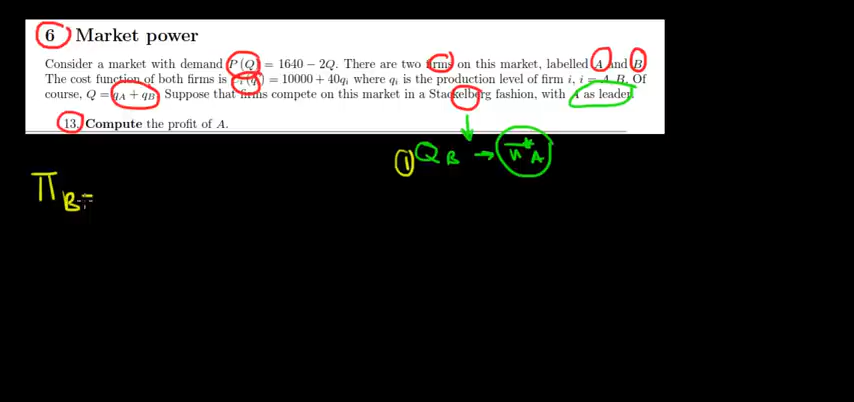 6 Market power
Consider a market with demand P(Q) = 1640 − 2Q. There are two firms on this market, labelled A and B
The cost function of both firms is (q) = 10000 + 40qi where qi is the production level of firm i, i = A, B. Of
course, Q = qA + qB. Suppose that firms compete on this market in a Stackelberg fashion, with A as leader.
13. Compute the profit of A.
① QB → A
ΠB =